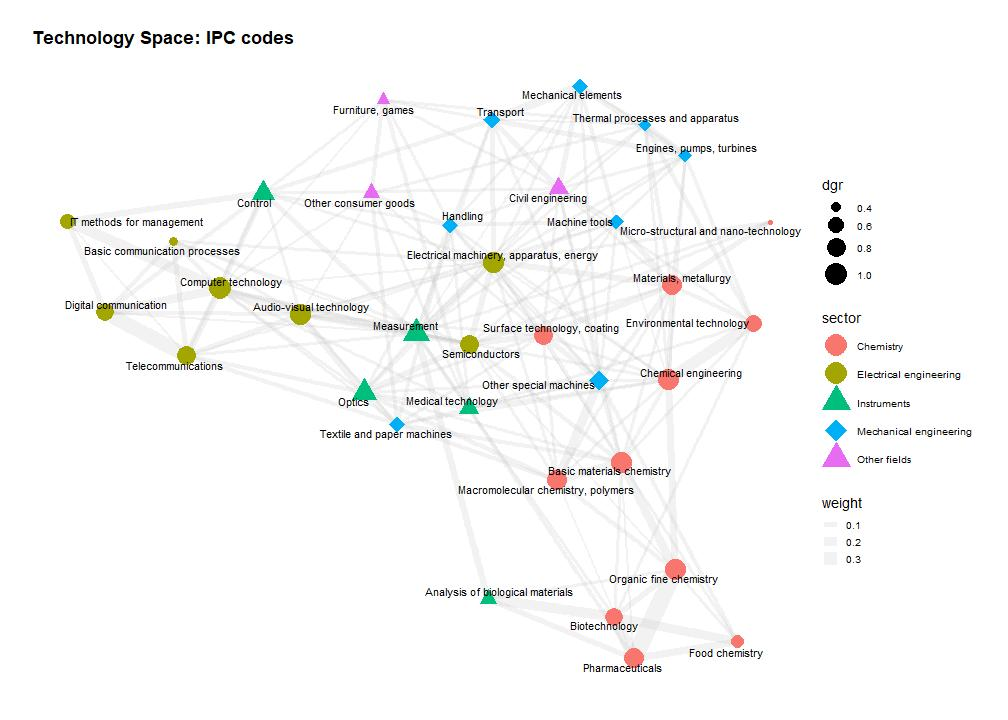 Technology Space: IPC codes
Mechanical elements
Furniture, games
Transport
Thermal processes and apparatus
Engines, pumps, turbines
Control
Other consumer goods
Civil engineering
IT methods for management
Handling
Machine tools
Micro-structural and nano-technology
Basic communication processes
Electrical machinery, apparatus, energy
Computer technology
Materials, metallurgy
Digital communication
Audio-visual technology
Measurement
Surface technology, coating
Environmental technology
Semiconductors
Telecommunications
Other special machines
Chemical engineering
Optics
Medical technology
Textile and paper machines
Basic materials chemistry
Macromolecular chemistry, polymers
Organic fine chemistry
Analysis of biological materials
Biotechnology
Food chemistry
Pharmaceuticals
dgr
0.4
0.6
0.8
1.0
sector
Chemistry
Electrical engineering
Instruments
Mechanical engineering
Other fields
weight
0.1
0.2
0.3